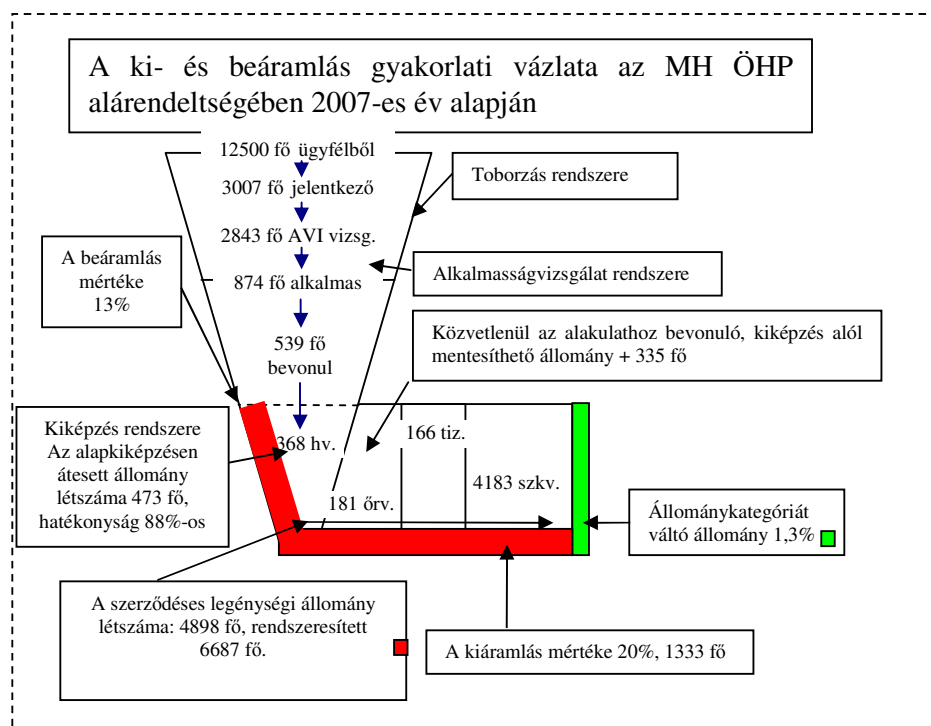 A ki- és beáramlás gyakorlati vázlata az MH ÖHP
alárendeltségében 2007-es év alapján
12500 fő ügyfélből
3007 fő jelentkező
2843 fő AVI vizsg.
874 fő alkalmas
539 fő
bevonul
Toborzás rendszere
Alkalmasságvizsgálat rendszere
A beáramlás
mértéke
13%
Közvetlenül az alakulathoz bevonuló, kiképzés alól
mentesíthető állomány + 335 fő
Kiképzés rendszere
Az alapkiképzésen
átesett állomány
létszáma 473 fő,
hatékonyság 88%-os
368 hv.
181 őrv.
166 tiz.
4183 szkv.
Állománykategóriát
váltó állomány 1,3%
A szerződéses legénységi állomány
létszáma: 4898 fő, rendszeresített
6687 fő.
A kiáramlás mértéke 20%, 1333 fő